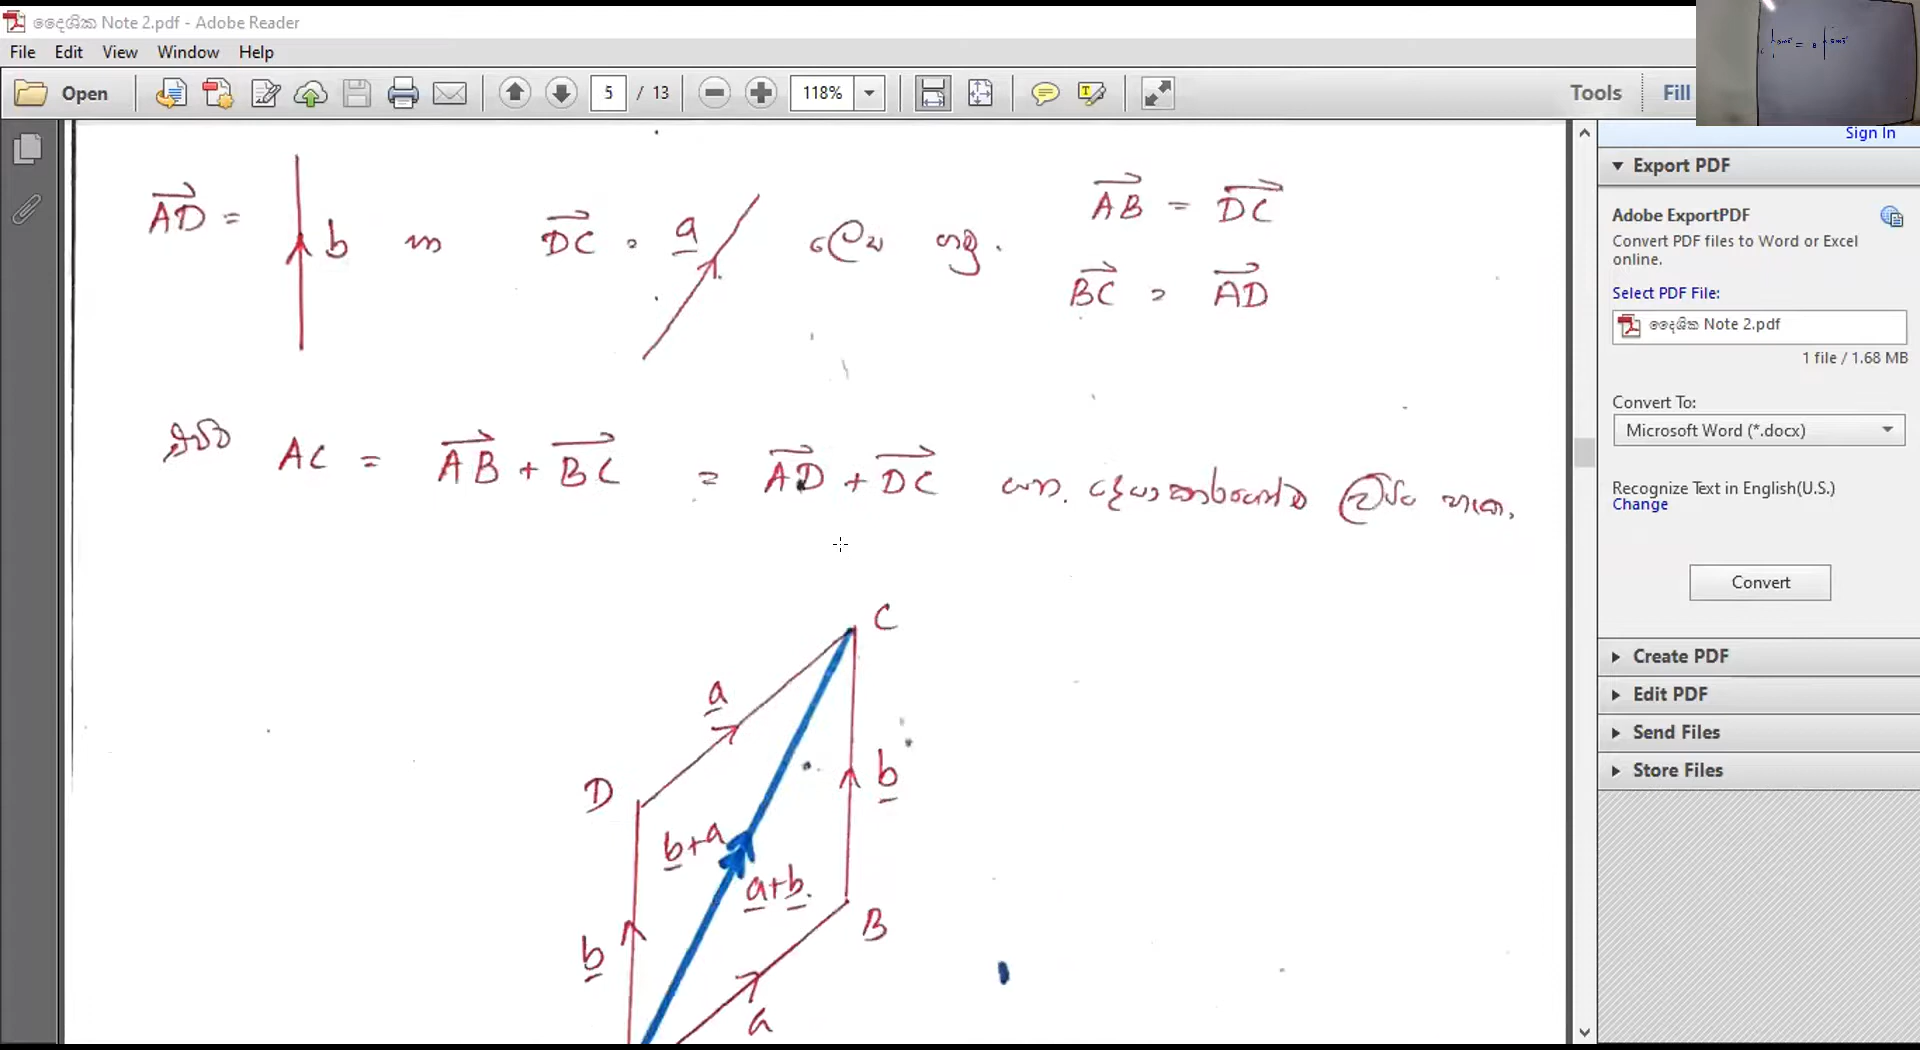 දෛශික Note 2.pdf - Adobe Reader
File Edit View Window Help
Open 5 / 13 118% Tools Fill
Sign In
AD = b හා DC = a ලෙස ගමු.
AB = DC
BC = AD
එවිට AC = AB + BC = AD + DC
C
a
D
b
b+a
a+b.
B
b
a
Export PDF
Adobe ExportPDF
Convert PDF files to Word or Excel
online.
Select PDF File:
දෛශික Note 2.pdf
1 file / 1.68 MB
Convert To:
Microsoft Word (*.docx)
Recognize Text in English(U.S.)
Change
Convert
Create PDF
Edit PDF
Send Files
Store Files